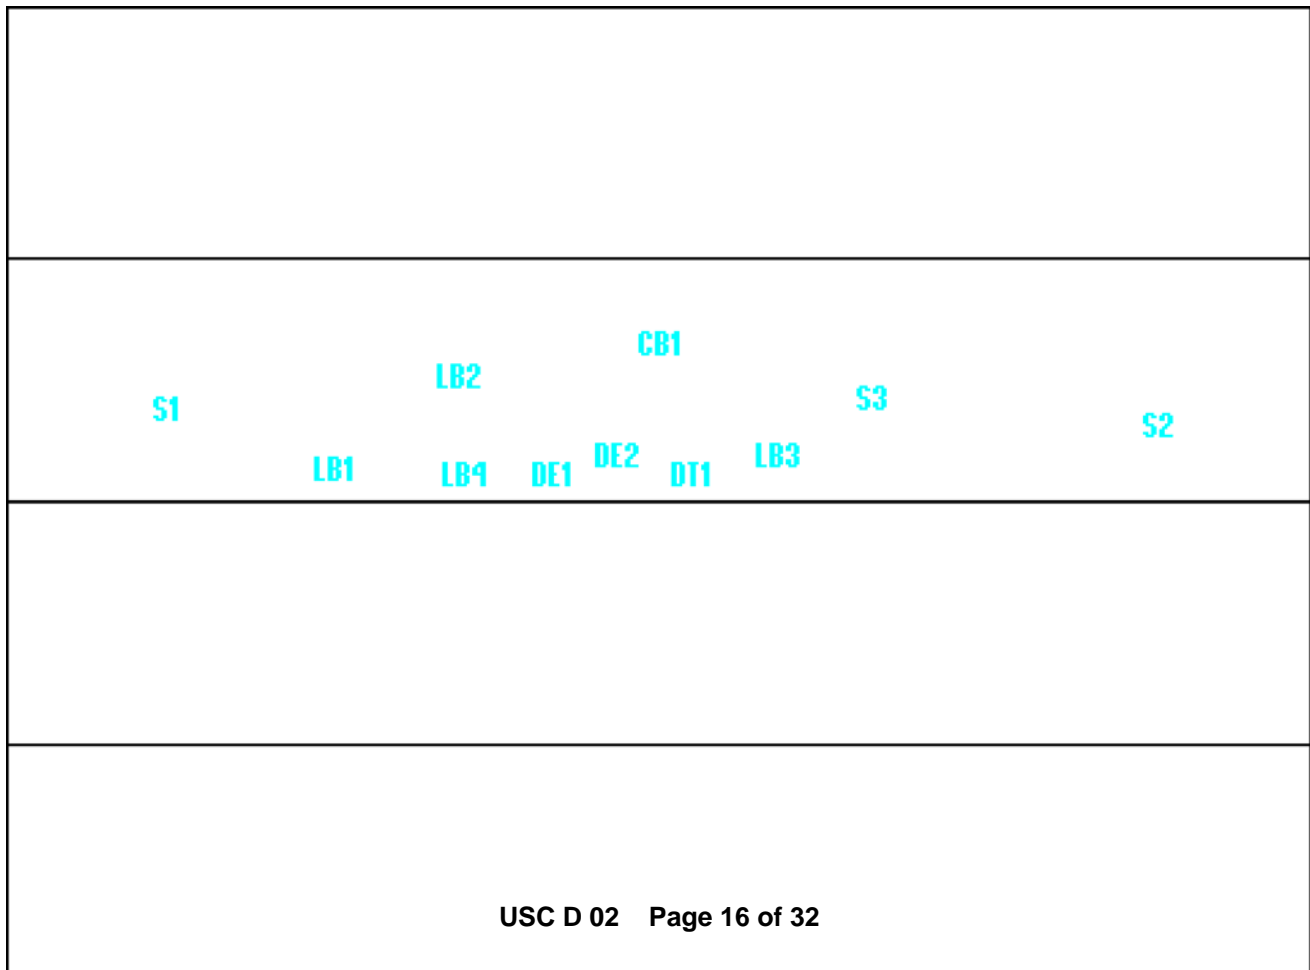 CB1
LB2
S3
S1
S2
DE2
LB3
LB1
LB4
DE1
DT1
USC D 02 Page 16 of 32